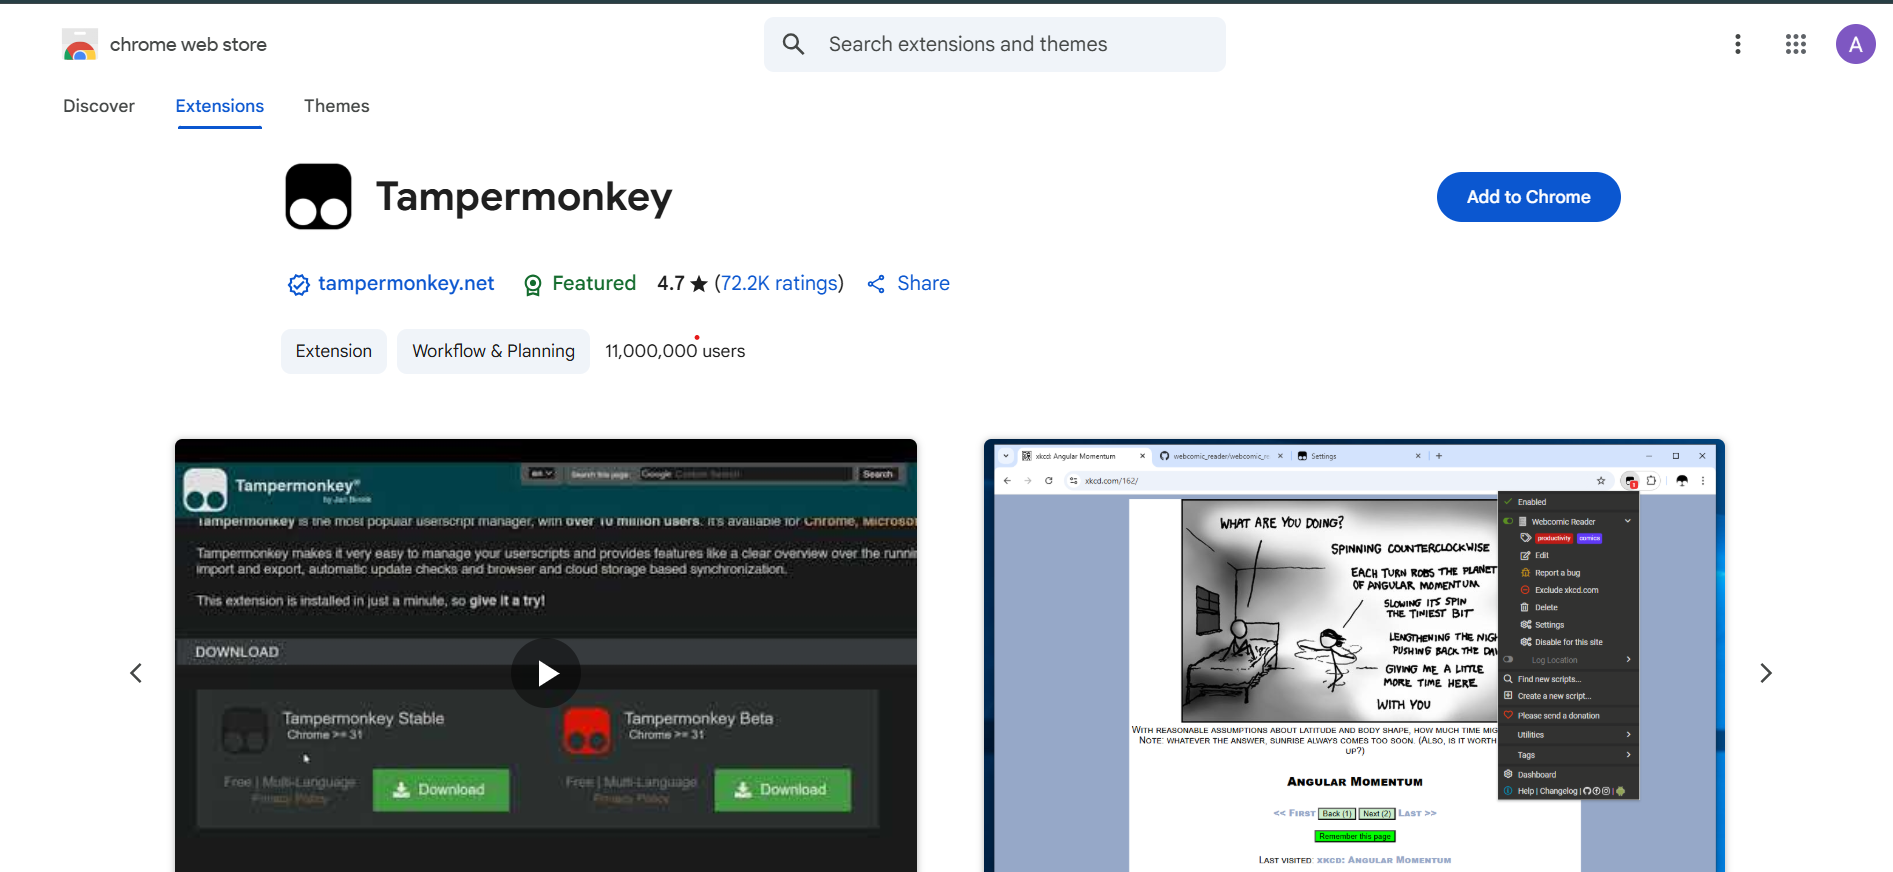 chrome web store
Search extensions and themes
A
Discover
Extensions
Themes
Tampermonkey
Add to Chrome
tampermonkey.net
Featured
4.7 ★ (72.2K ratings)
Share
Extension
Workflow & Planning
11,000,000 users
Tampermonkey®
by Jan Biniok
Search this page:
Google Custom Search
Search
Tampermonkey is the most popular userscript manager, with over 10 million users. It's available for Chrome, Microsof
Tampermonkey makes it very easy to manage your userscripts and provides features like a clear overview over the runnin
import and export, automatic update checks and browser and cloud storage based synchronization.
This extension is installed in just a minute, so give it a try!
DOWNLOAD
Tampermonkey Stable
Chrome >= 31
Free | Multi-Language
Privacy Policy
Download
Tampermonkey Beta
Chrome >= 31
Free | Multi-Language
Privacy Policy
Download
xkcd: Angular Momentum
webcomic_reader/webcomic_re
Settings
xkcd.com/162/
WHAT ARE YOU DOING?
SPINNING COUNTERCLOCKWISE
EACH TURN ROBS THE PLANET
OF ANGULAR MOMENTUM
SLOWING ITS SPIN
THE TINIEST BIT
LENGTHENING THE NIGH
PUSHING BACK THE DA
GIVING ME A LITTLE
MORE TIME HERE
WITH YOU
With reasonable assumptions about latitude and body shape, how much time mig
Note: whatever the answer, sunrise always comes too soon. (Also, is it worth
up?)
Angular Momentum
<< First
Back (1)
Next (2)
Last >>
Remember this page
Last visited: xkcd: Angular Momentum
Enabled
Webcomic Reader
productivity
comics
Edit
Report a bug
Exclude xkcd.com
Delete
Settings
Disable for this site
Log Location
Find new scripts...
Create a new script...
Please send a donation
Utilities
Tags
Dashboard
Help | Changelog |